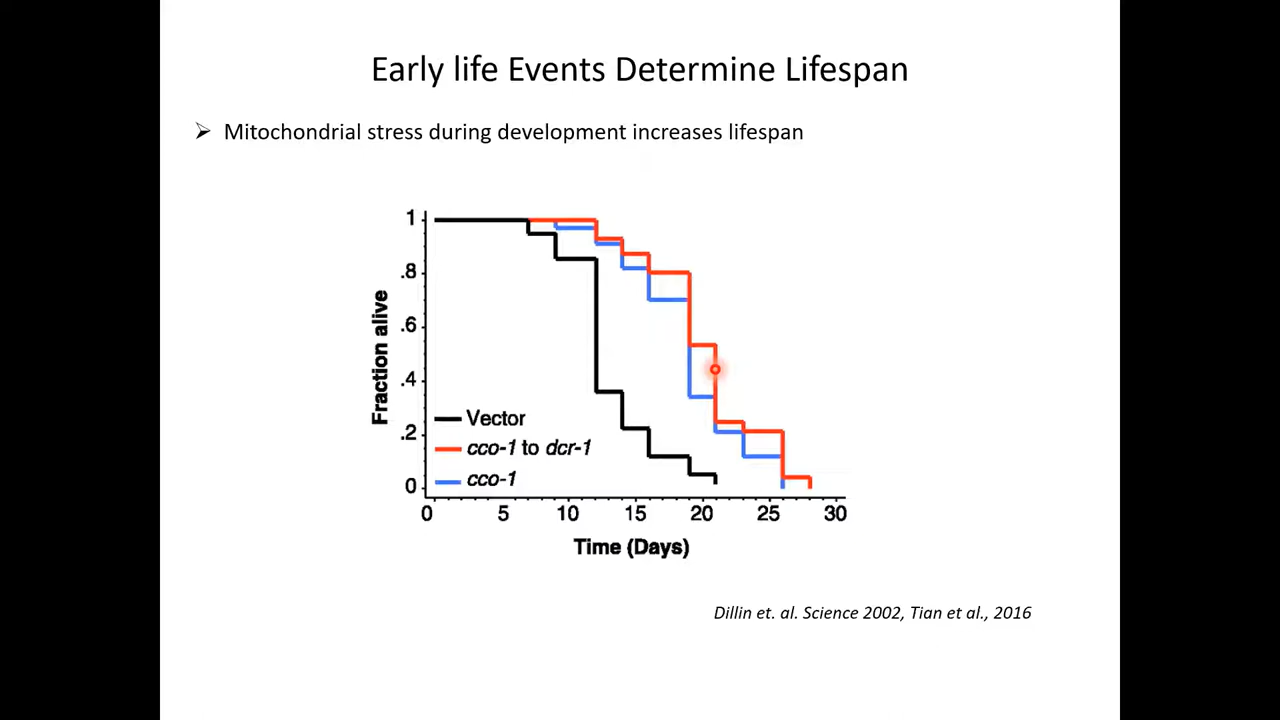 Early life Events Determine Lifespan
➢ Mitochondrial stress during development increases lifespan
1
.8
.6
.4
.2
0
Fraction alive
Vector
cco-1 to dcr-1
cco-1
0 5 10 15 20 25 30
Time (Days)
Dillin et. al. Science 2002, Tian et al., 2016